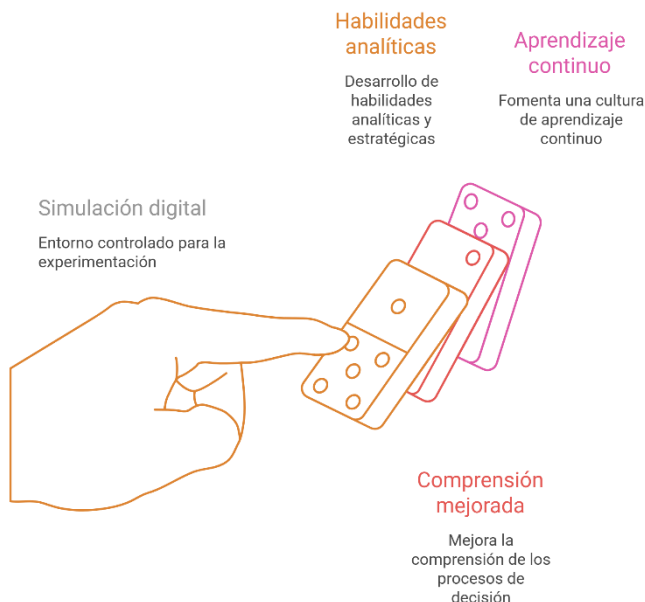 Habilidades
analíticas
Desarrollo de
habilidades
analíticas y
estratégicas
Aprendizaje
continuo
Fomenta una cultura
de aprendizaje
continuo
Simulación digital
Entorno controlado para la
experimentación
Comprensión
mejorada
Mejora la
comprensión de los
procesos de
decisión